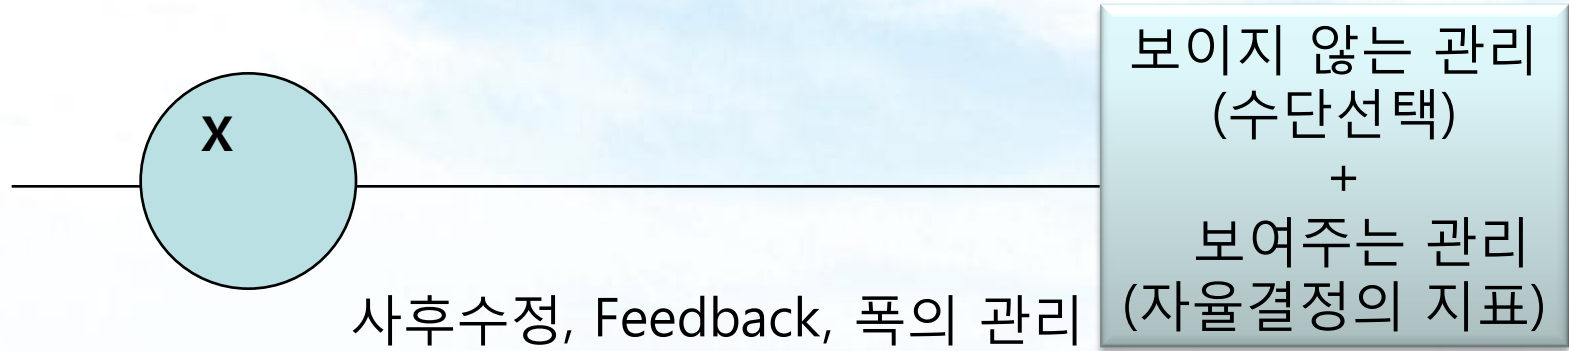 X
사후수정, Feedback, 폭의 관리
보이지 않는 관리
(수단선택)
+
보여주는 관리
(자율결정의 지표)